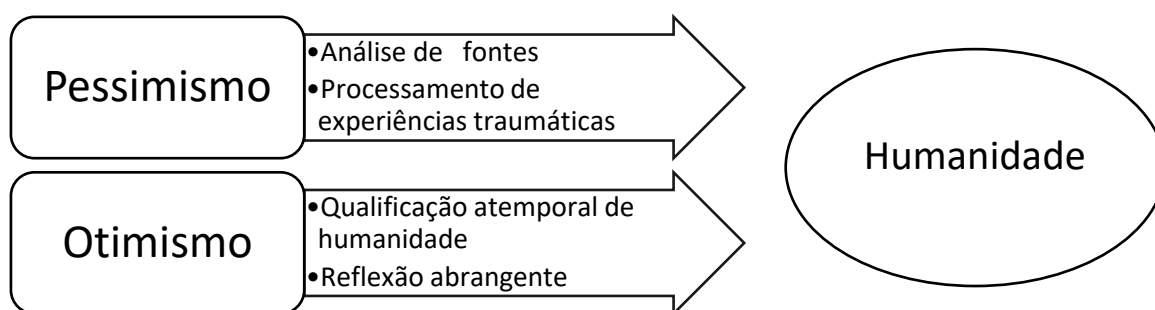 Pessimismo
•Análise de fontes
•Processamento de
experiências traumáticas
Otimismo
•Qualificação atemporal de
humanidade
•Reflexão abrangente
Humanidade